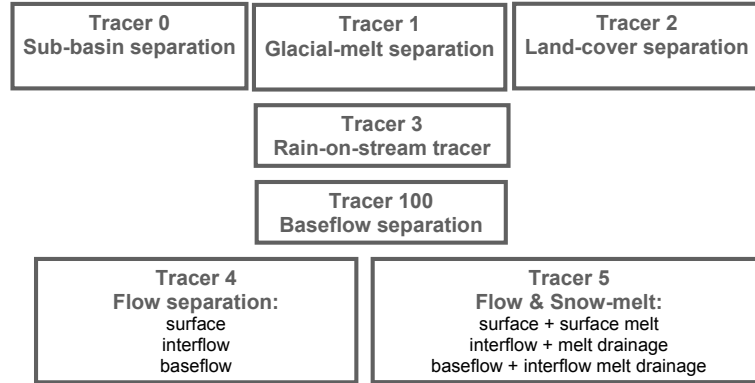 Tracer 0
Sub-basin separation
Tracer 1
Glacial-melt separation
Tracer 2
Land-cover separation
Tracer 3
Rain-on-stream tracer
Tracer 100
Baseflow separation
Tracer 4
Flow separation:
surface
interflow
baseflow
Tracer 5
Flow & Snow-melt:
surface + surface melt
interflow + melt drainage
baseflow + interflow melt drainage